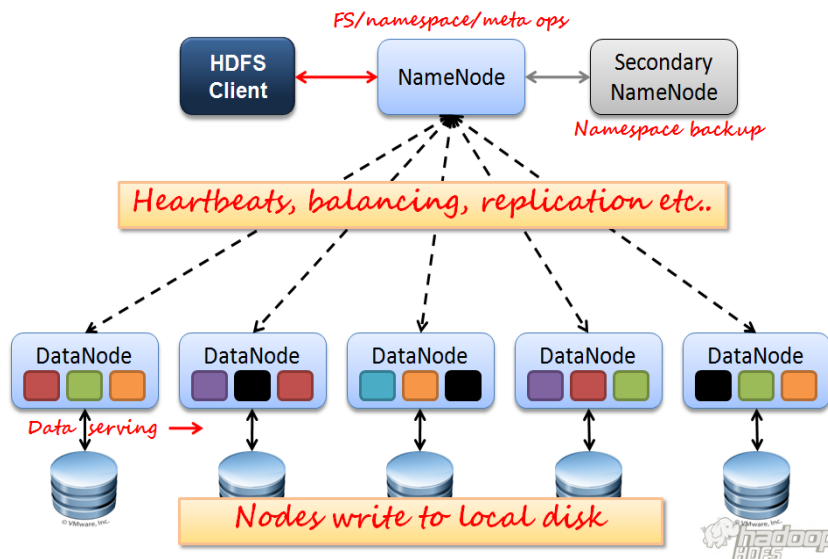 FS/namespace/meta ops
HDFS
Client
NameNode
Secondary
NameNode
Namespace backup
Heartbeats, balancing, replication etc..
DataNode
DataNode
DataNode
DataNode
DataNode
Data serving
Nodes write to local disk
© VMware, Inc.
© VMware, Inc.
hadoop
HDFS